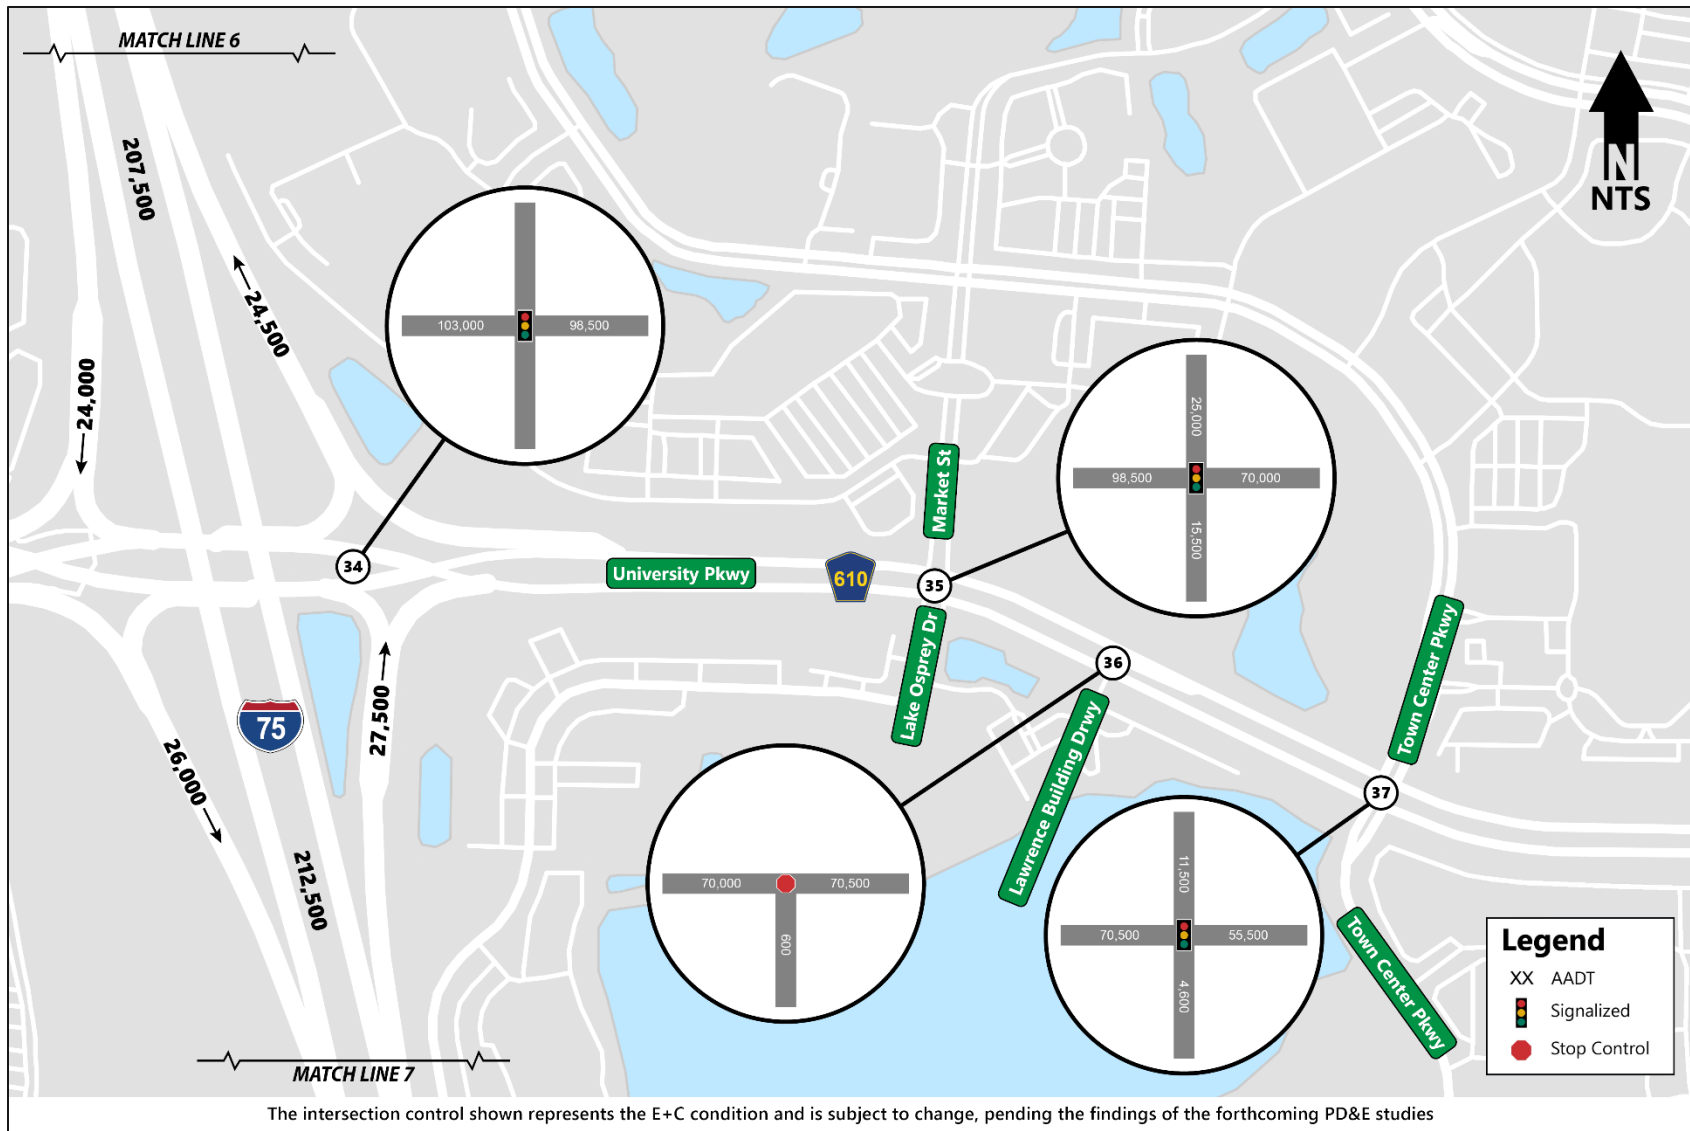 MATCH LINE 6
207,500
N
NTS
24,500
24,000
103,000
98,500
25,000
98,500
70,000
15,500
Market St
34
University Pkwy
610
35
Lake Osprey Dr
36
Town Center Pkwy
27,500
75
26,000
Lawrence Building Drwy
37
212,500
70,000
70,500
600
11,500
70,500
55,500
4,600
Town Center Pkwy
Legend
XX AADT
Signalized
Stop Control
MATCH LINE 7
The intersection control shown represents the E+C condition and is subject to change, pending the findings of the forthcoming PD&E studies